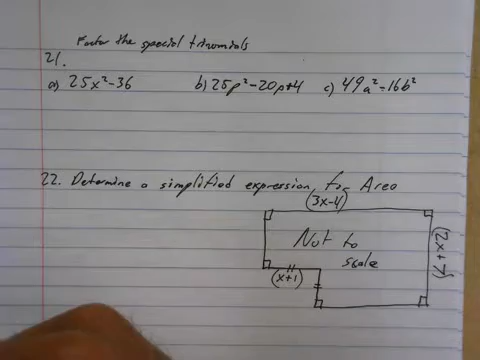 Factor the special trinomials
21.
a) 25x² - 36 b) 25p² - 20p + 4 c) 49a² - 16b²
22. Determine a simplified expression for Area
(3x-4)
Not to
scale
(2x+7)
(x+1)